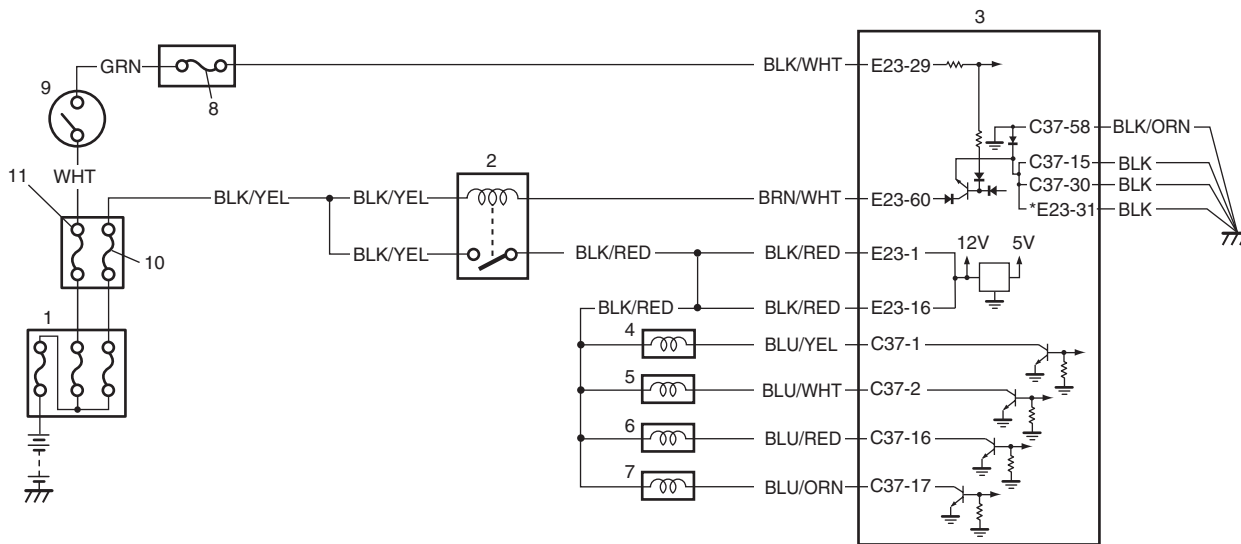 3
GRN
BLK/WHT
E23-29
9
8
C37-58
BLK/ORN
11
WHT
2
C37-15
BLK
BLK/YEL
BLK/YEL
BRN/WHT
E23-60
C37-30
BLK
*E23-31
BLK
10
BLK/YEL
BLK/RED
BLK/RED
E23-1
12V
5V
1
BLK/RED
BLK/RED
E23-16
4
BLU/YEL
C37-1
5
BLU/WHT
C37-2
6
BLU/RED
C37-16
7
BLU/ORN
C37-17